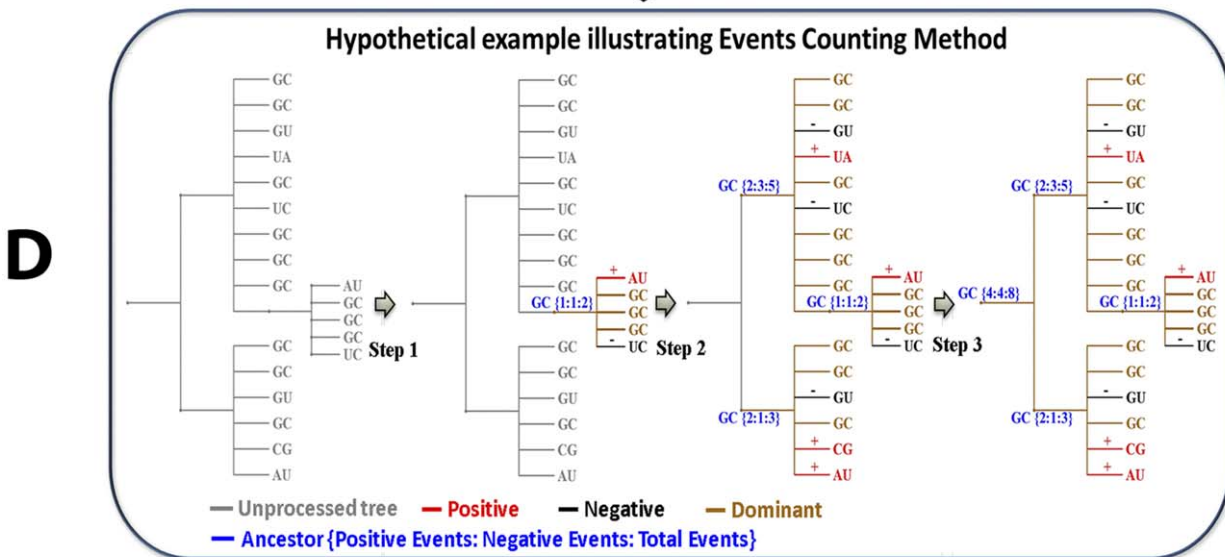 D
Hypothetical example illustrating Events Counting Method
GC
GC
GU
UA
GC
UC
GC
GC
GC
AU
GC
GC
GC
UC
GC
GC
GU
GC
CG
AU
Step 1
GC
GC
GU
UA
GC
UC
GC
GC
GC
GC {1:1:2}
+ AU
GC
GC
GC
- UC
GC
GC
GU
GC
CG
AU
Step 2
GC {2:3:5}
GC
GC
- GU
+ UA
GC
- UC
GC
GC
GC
GC {1:1:2}
+ AU
GC
GC
GC
- UC
GC {2:1:3}
GC
GC
- GU
GC
+ CG
+ AU
Step 3
GC {4:4:8}
GC {2:3:5}
GC
GC
- GU
+ UA
GC
- UC
GC
GC
GC
GC {1:1:2}
+ AU
GC
GC
GC
- UC
GC {2:1:3}
GC
GC
- GU
GC
+ CG
+ AU
Unprocessed tree Positive Negative Dominant
Ancestor {Positive Events: Negative Events: Total Events}